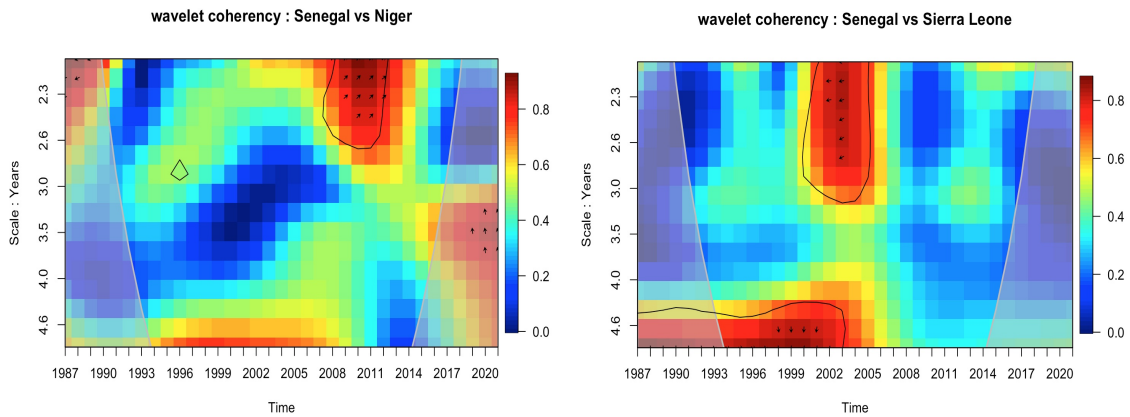 wavelet coherency : Senegal vs Niger
Scale : Years
2.3
2.6
3.0
3.5
4.0
4.6
1987 1990 1993 1996 1999 2002 2005 2008 2011 2014 2017 2020
Time
0.8
0.6
0.4
0.2
0.0
wavelet coherency : Senegal vs Sierra Leone
Scale : Years
2.3
2.6
3.0
3.5
4.0
4.6
1987 1990 1993 1996 1999 2002 2005 2008 2011 2014 2017 2020
Time
0.8
0.6
0.4
0.2
0.0